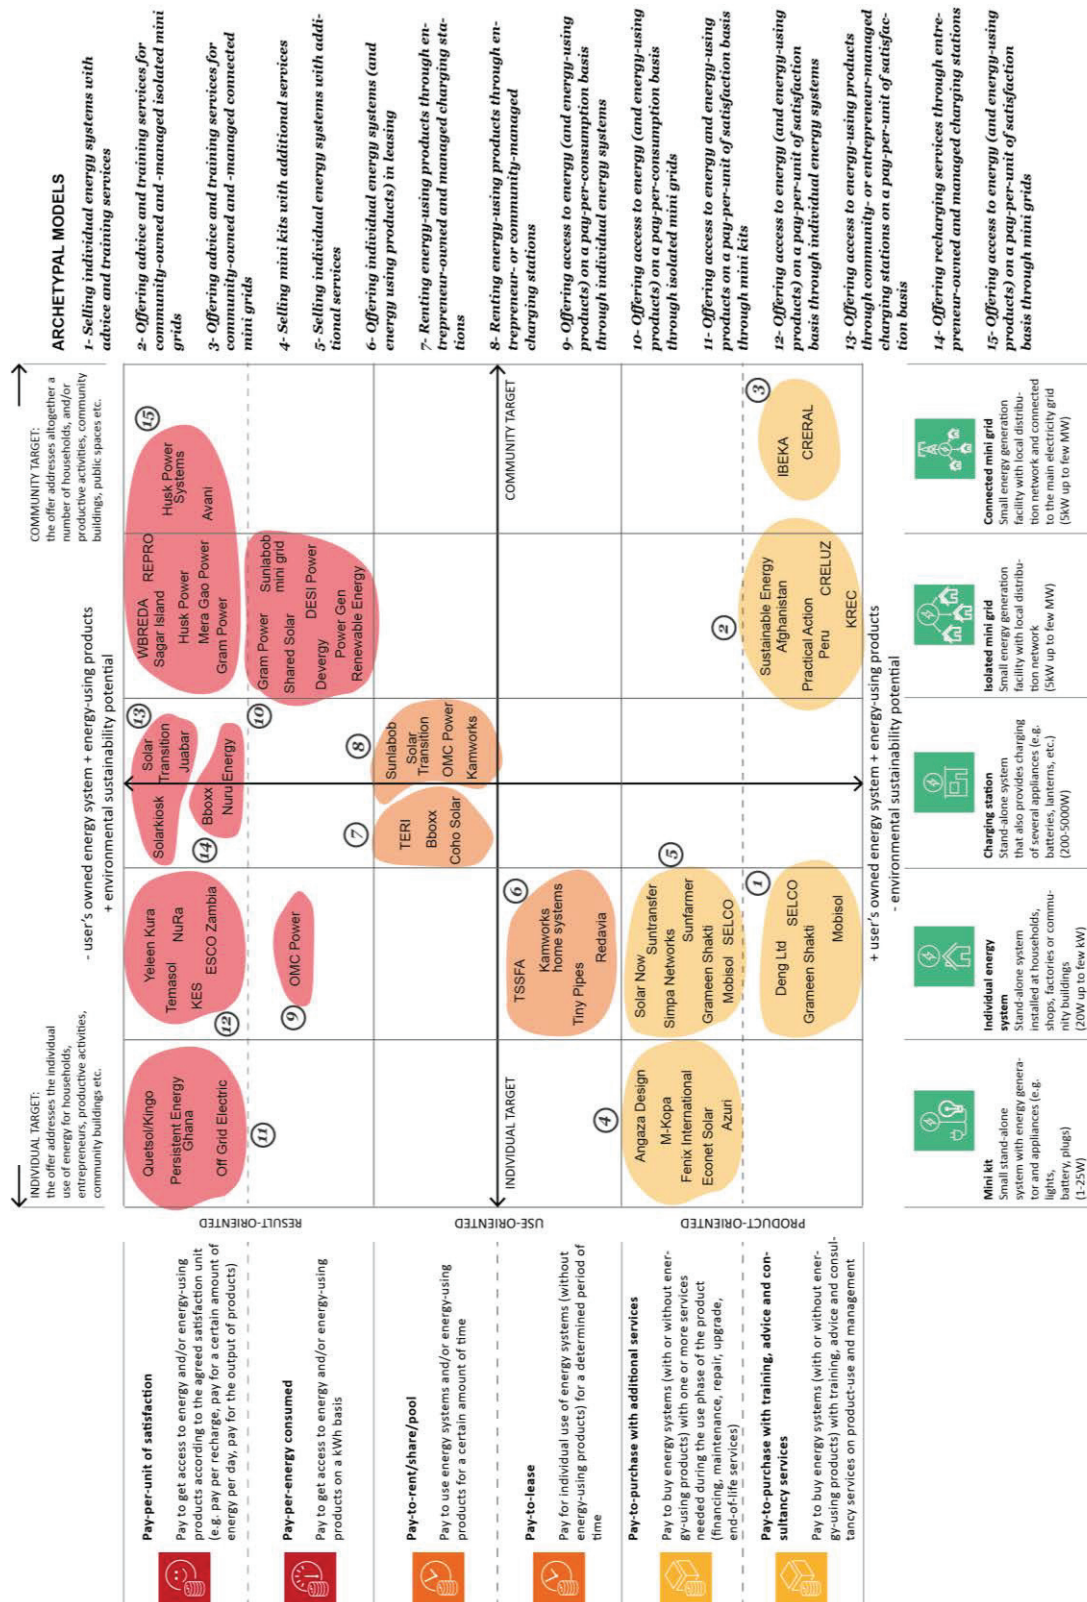 INDIVIDUAL TARGET:
the offer addresses the individual
use of energy for households,
entrepreneurs, productive activities,
community buildings etc.
- user's owned energy system + energy-using products
+ environmental sustainability potential
COMMUNITY TARGET:
the offer addresses altogether a
number of households, and/or
productive activities, community
buildings, public spaces etc.
Pay-per-unit of satisfaction
Pay to get access to energy and/or energy-using
products according to the agreed satisfaction unit
(e.g. pay per recharge, pay for a certain amount of
energy per day, pay for the output of products)
Pay-per-energy consumed
Pay to get access to energy and/or energy-using
products on a kWh basis
Pay-to-rent/share/pool
Pay to use energy systems and/or energy-using
products for a certain amount of time
Pay-to-lease
Pay for individual use of energy systems (without
energy-using products) for a determined period of
time
Pay-to-purchase with additional services
Pay to buy energy systems (with or without ener-
gy-using products) with one or more services
needed during the use phase of the product
(financing, maintenance, repair, upgrade,
end-of-life services)
Pay-to-purchase with training, advice and con-
sultancy services
Pay to buy energy systems (with or without ener-
gy-using products) with training, advice and consul-
tancy services on product-use and management
RESULT-ORIENTED
USE-ORIENTED
PRODUCT-ORIENTED
Quetsol/Kingo
Persistent Energy
Ghana
Off Grid Electric
11
Yeleen Kura
Temasol
NuRa
KES
ESCO Zambia
12
Solarkiosk
Solar
Transition
Juabar
13
Bboxx
Nuru Energy
14
WBREDA
Sagar Island
REPRO
Husk Power
Mera Gao Power
Gram Power
Husk Power
Systems
Avani
15
OMC Power
9
Gram Power
Sunlabob
mini grid
Shared Solar
DESI Power
Devergy
Power Gen
Renewable Energy
10
TERI
Bboxx
Coho Solar
7
Sunlabob
Solar
Transition
OMC Power
Kamworks
8
INDIVIDUAL TARGET
COMMUNITY TARGET
TSSFA
Kamworks
home systems
Tiny Pipes
Redavia
6
Angaza Design
M-Kopa
Fenix International
Econet Solar
Azuri
4
Solar Now
Suntransfer
Simpa Networks
Sunfarmer
Grameen Shakti
Mobisol SELCO
5
Deng Ltd
SELCO
Grameen Shakti
Mobisol
1
Sustainable Energy
Afghanistan
Practical Action
Peru
CRELUZ
KREC
2
IBEKA
CRERAL
3
+ user's owned energy system + energy-using products
- environmental sustainability potential
Mini kit
Small stand-alone
system with energy genera-
tor and appliances (e.g.
lights,
battery, plugs)
(1-25W)
Individual energy
system
Stand-alone system
installed at households,
shops, factories or commu-
nity buildings
(20W up to few kW)
Charging station
Stand-alone system
that also provides charging
of several appliances (e.g.
batteries, lanterns, etc.)
(200-5000W)
Isolated mini grid
Small energy generation
facility with local distribu-
tion network
(5kW up to few MW)
Connected mini grid
Small energy generation
facility with local distribu-
tion network and connected
to the main electricity grid
(5kW up to few MW)
ARCHETYPAL MODELS
1- Selling individual energy systems with
advice and training services
2- Offering advice and training services for
community-owned and -managed isolated mini
grids
3- Offering advice and training services for
community-owned and -managed connected
mini grids
4- Selling mini kits with additional services
5- Selling individual energy systems with addi-
tional services
6- Offering individual energy systems (and
energy using products) in leasing
7- Renting energy-using products through en-
trepreneur-owned and managed charging sta-
tions
8- Renting energy-using products through en-
trepreneur- or community-managed
charging stations
9- Offering access to energy (and energy-using
products) on a pay-per-consumption basis
through individual energy systems
10- Offering access to energy (and energy-using
products) on a pay-per-consumption basis
through isolated mini grids
11- Offering access to energy and energy-using
products on a pay-per-unit of satisfaction basis
through mini kits
12- Offering access to energy (and energy-using
products) on a pay-per-unit of satisfaction
basis through individual energy systems
13- Offering access to energy-using products
through community- or entrepreneur-managed
charging stations on a pay-per-unit of satisfac-
tion basis
14- Offering recharging services through entre-
preneur-owned and managed charging stations
15- Offering access to energy (and energy-using
products) on a pay-per-unit of satisfaction
basis through mini grids